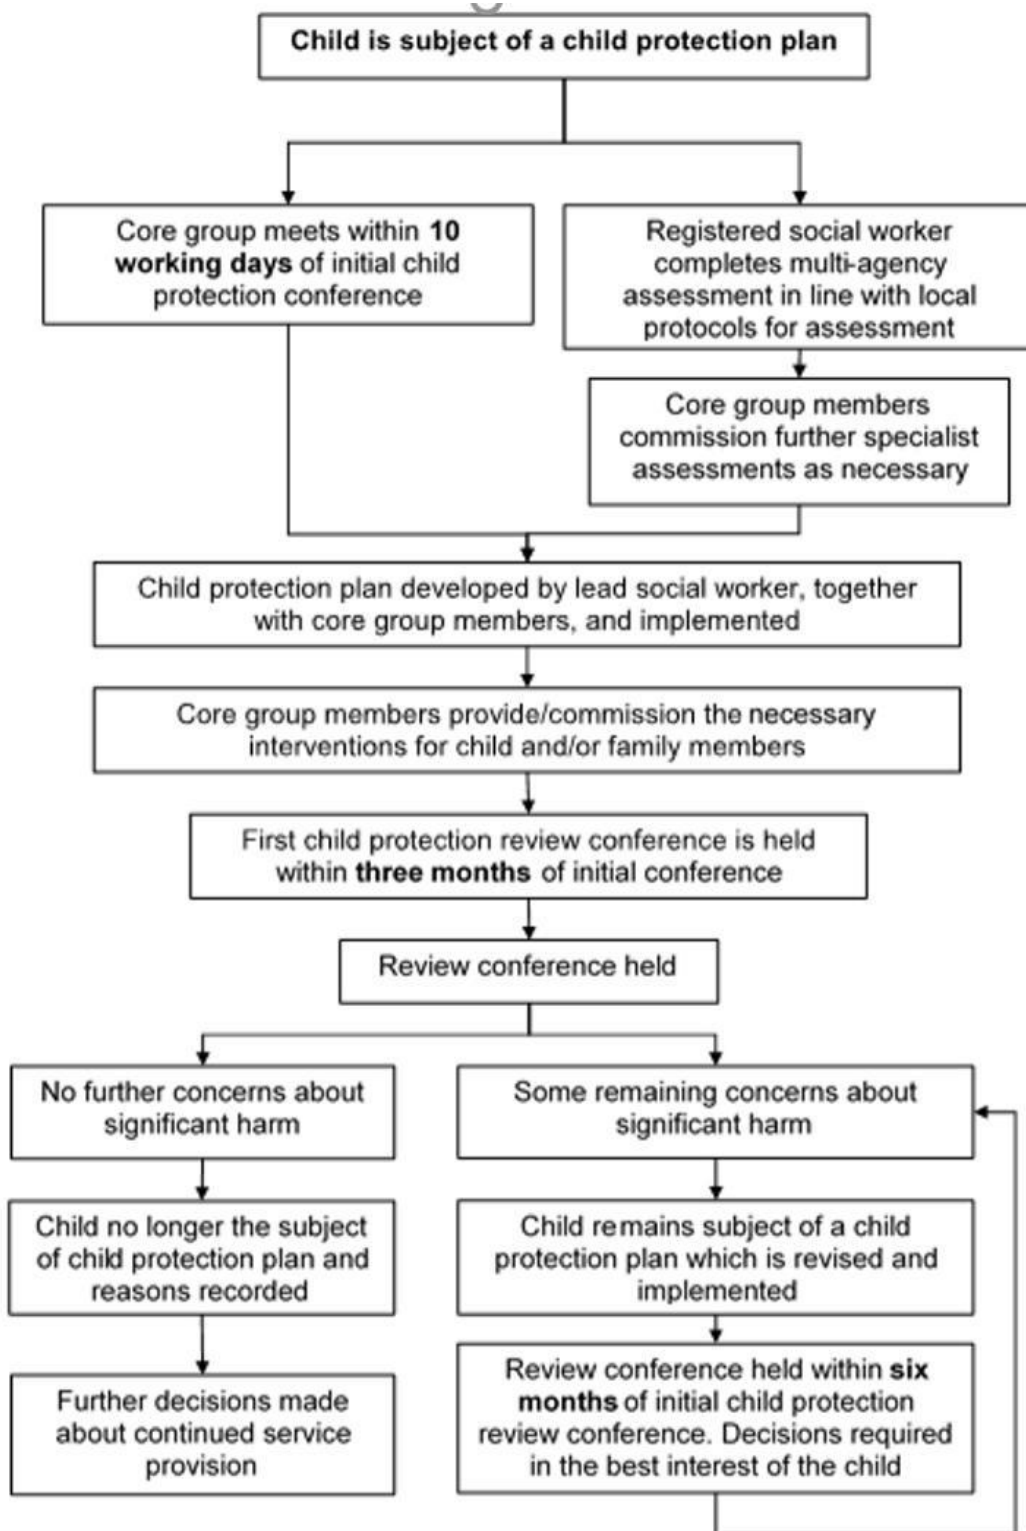 Child is subject of a child protection plan
Core group meets within 10
working days of initial child
protection conference
Registered social worker
completes multi-agency
assessment in line with local
protocols for assessment
Core group members
commission further specialist
assessments as necessary
Child protection plan developed by lead social worker, together
with core group members, and implemented
Core group members provide/commission the necessary
interventions for child and/or family members
First child protection review conference is held
within three months of initial conference
Review conference held
No further concerns about
significant harm
Some remaining concerns about
significant harm
Child no longer the subject
of child protection plan and
reasons recorded
Child remains subject of a child
protection plan which is revised and
implemented
Further decisions made
about continued service
provision
Review conference held within six
months of initial child protection
review conference. Decisions required
in the best interest of the child